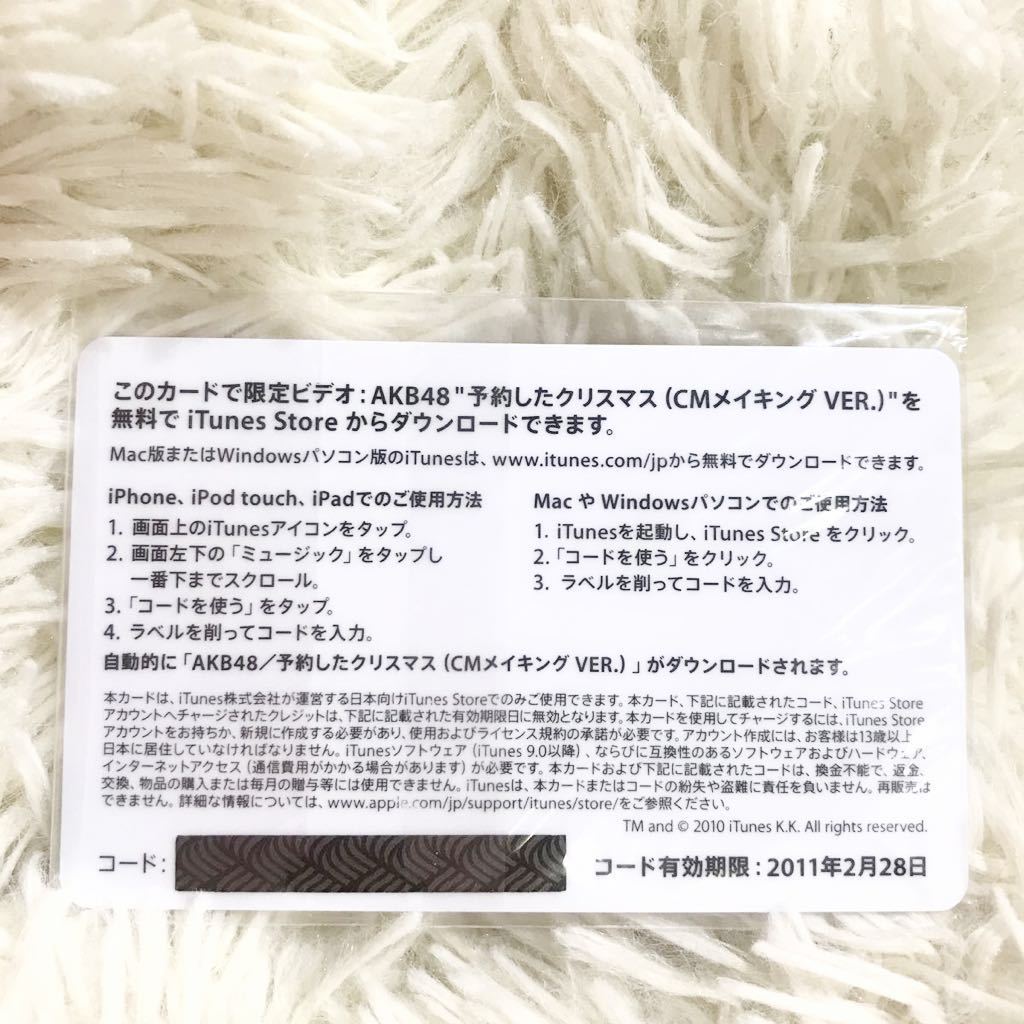 このカードで限定ビデオ：AKB48"予約したクリスマス（CMメイキング VER.）"を
無料で iTunes Store からダウンロードできます。
Mac版またはWindowsパソコン版のiTunesは、www.itunes.com/jpから無料でダウンロードできます。
iPhone、iPod touch、iPadでのご使用方法
1. 画面上のiTunesアイコンをタップ。
2. 画面左下の「ミュージック」をタップし
一番下までスクロール。
3.「コードを使う」をタップ。
4. ラベルを削ってコードを入力。
Mac や Windowsパソコンでのご使用方法
1. iTunesを起動し、iTunes Store をクリック。
2.「コードを使う」をクリック。
3. ラベルを削ってコードを入力。
自動的に「AKB48／予約したクリスマス（CMメイキング VER.）」がダウンロードされます。
本カードは、iTunes株式会社が運営する日本向けiTunes Storeでのみご使用できます。本カード、下記に記載されたコード、iTunes Store
アカウントへチャージされたクレジットは、下記に記載された有効期限日に無効となります。本カードを使用してチャージするには、iTunes Store
アカウントをお持ちか、新規に作成する必要があり、使用およびライセンス規約の承諾が必要です。アカウント作成には、お客様は13歳以上
日本に居住していなければなりません。iTunesソフトウェア（iTunes 9.0以降）、ならびに互換性のあるソフトウェアおよびハードウェア、
インターネットアクセス（通信費用がかかる場合があります）が必要です。本カードおよび下記に記載されたコードは、換金不能で、返金、
交換、物品の購入または毎月の贈与等には使用できません。iTunesは、本カードまたはコードの紛失や盗難に責任を負いません。再販売は
できません。詳細な情報については、www.apple.com/jp/support/itunes/store/をご参照ください。
TM and © 2010 iTunes K.K. All rights reserved.
コード：
コード有効期限：2011年2月28日